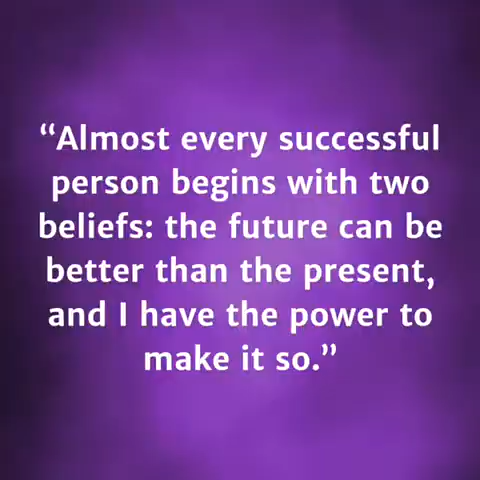 “Almost every successful
person begins with two
beliefs: the future can be
better than the present,
and I have the power to
make it so.”